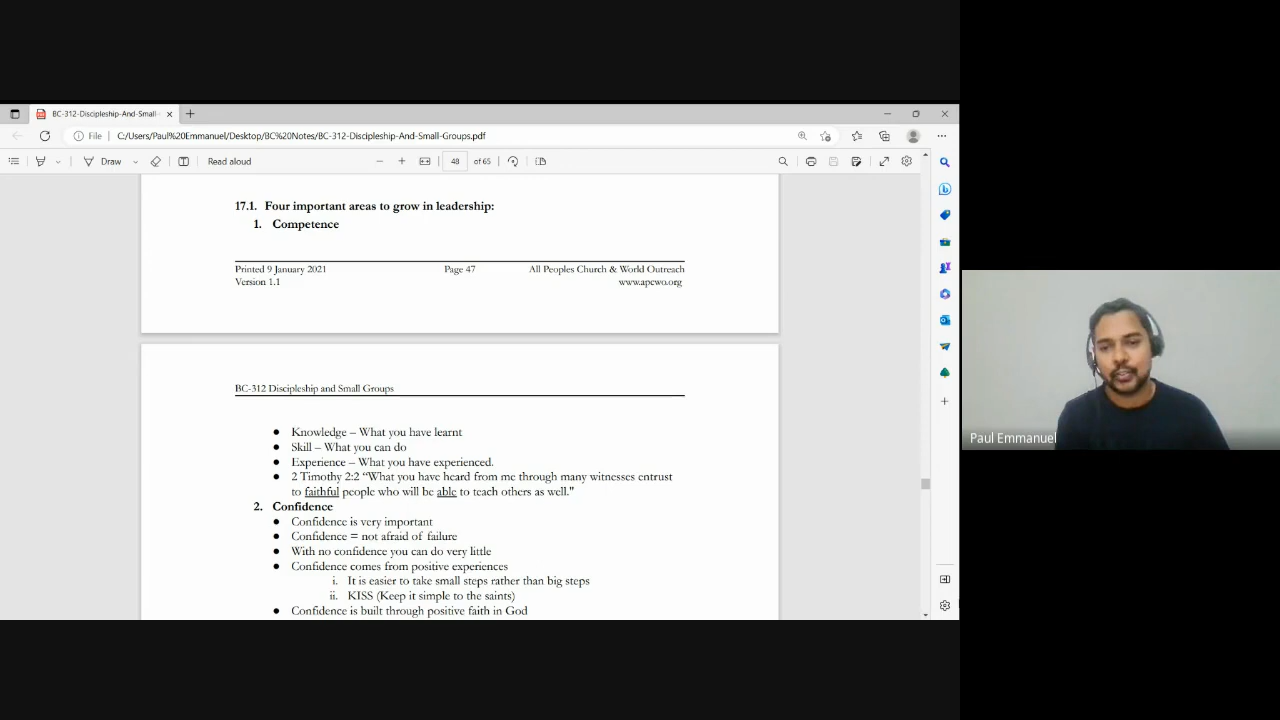 BC-312-Discipleship-And-Small-
File
C:/Users/Paul%20Emmanuel/Desktop/BC%20Notes/BC-312-Discipleship-And-Small-Groups.pdf
Draw
Read aloud
48 of 65
17.1. Four important areas to grow in leadership:
1. Competence
Printed 9 January 2021 Page 47 All Peoples Church & World Outreach
Version 1.1 www.apcwo.org
BC-312 Discipleship and Small Groups
● Knowledge – What you have learnt
● Skill – What you can do
● Experience – What you have experienced.
● 2 Timothy 2:2 “What you have heard from me through many witnesses entrust
to faithful people who will be able to teach others as well.”
2. Confidence
● Confidence is very important
● Confidence = not afraid of failure
● With no confidence you can do very little
● Confidence comes from positive experiences
i. It is easier to take small steps rather than big steps
ii. KISS (Keep it simple to the saints)
● Confidence is built through positive faith in God
Paul Emmanuel